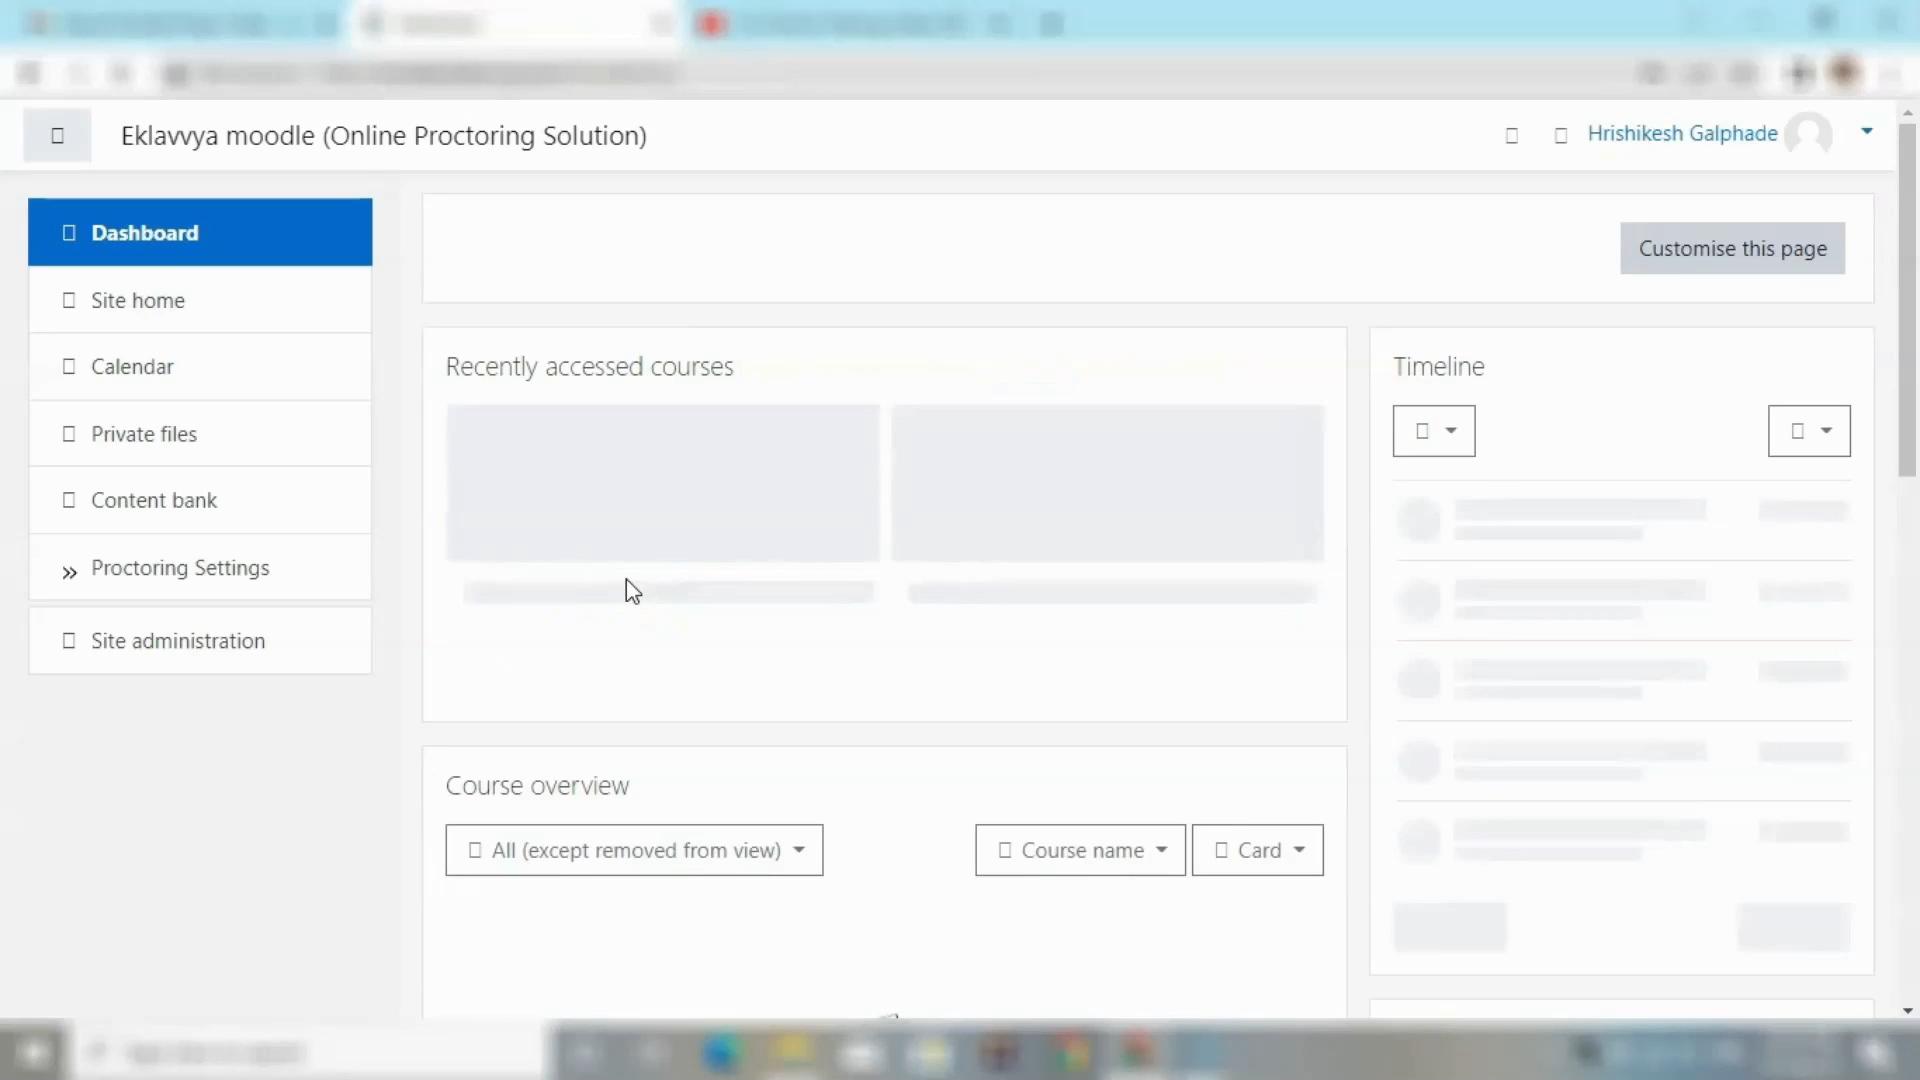 Eklavvya moodle (Online Proctoring Solution)
Hrishikesh Galphade
Dashboard
Site home
Calendar
Private files
Content bank
Proctoring Settings
Site administration
Customise this page
Recently accessed courses
Timeline
Course overview
All (except removed from view)
Course name
Card